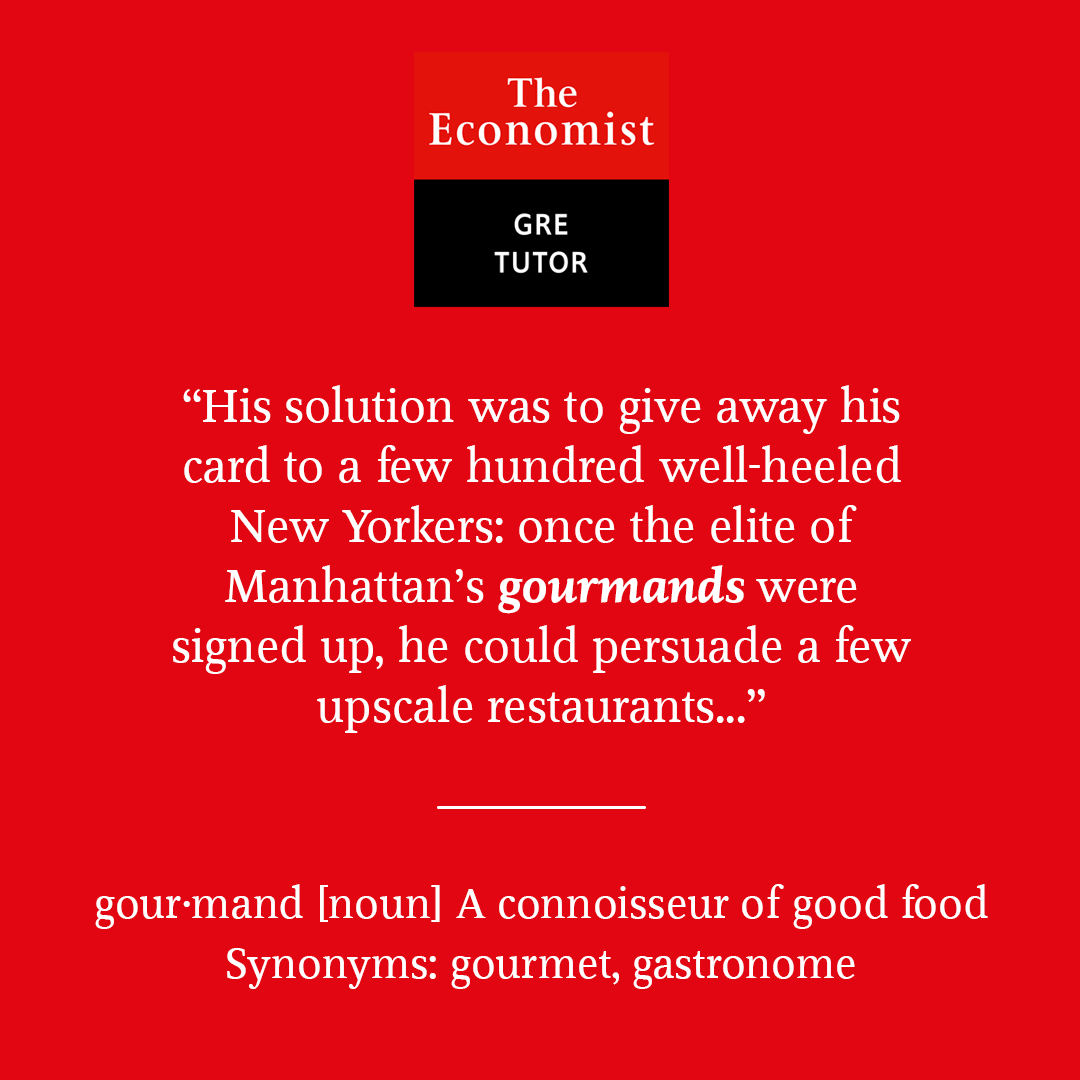 The
Economist
GRE
TUTOR
“His solution was to give away his
card to a few hundred well-heeled
New Yorkers: once the elite of
Manhattan’s gourmands were
signed up, he could persuade a few
upscale restaurants...”
gour·mand [noun] A connoisseur of good food
Synonyms: gourmet, gastronome